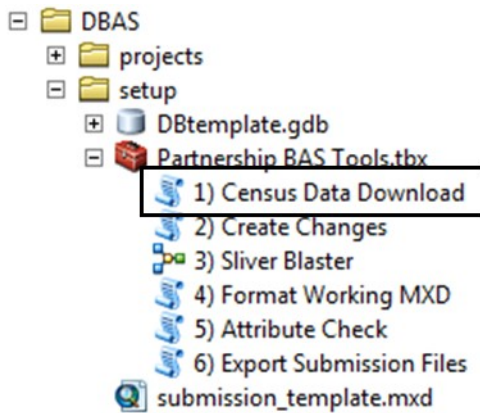 DBAS
projects
setup
DBtemplate.gdb
Partnership BAS Tools.tbx
1) Census Data Download
2) Create Changes
3) Sliver Blaster
4) Format Working MXD
5) Attribute Check
6) Export Submission Files
submission_template.mxd